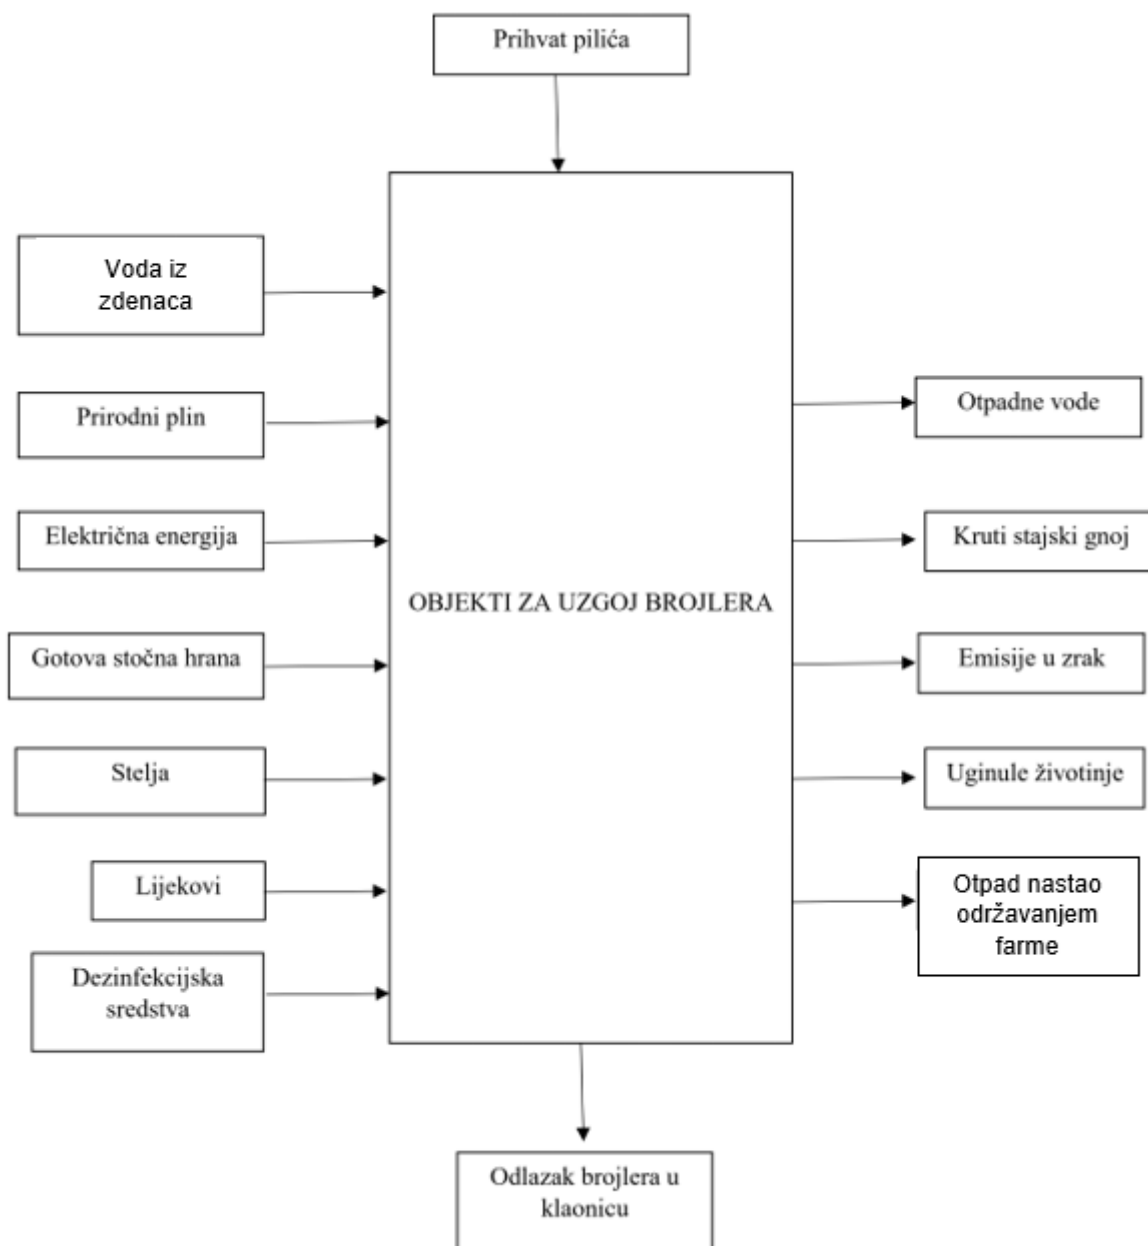 Prihvat pilića
Voda iz
zdenaca
Prirodni plin
Električna energija
Gotova stočna hrana
Stelja
Lijekovi
Dezinfekcijska
sredstva
OBJEKTI ZA UZGOJ BROJLERA
Otpadne vode
Kruti stajski gnoj
Emisije u zrak
Uginule životinje
Otpad nastao
održavanjem
farme
Odlazak brojlera u
klaonicu